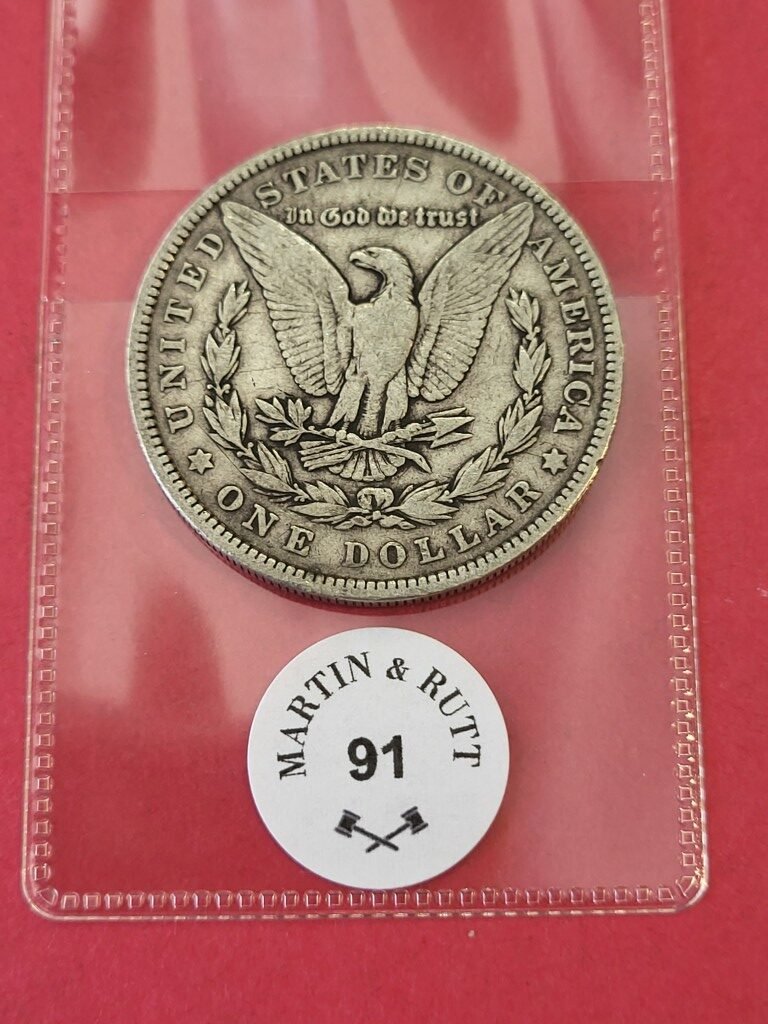 UNITED STATES OF AMERICA
In God we trust
ONE DOLLAR
MARTIN & RUTT
91